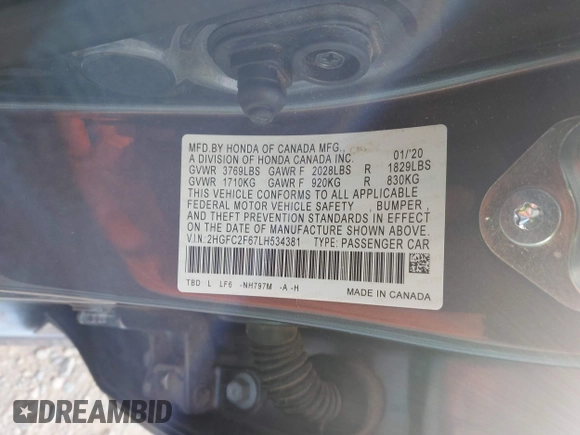 MFD.BY HONDA OF CANADA MFG.,
A DIVISION OF HONDA CANADA INC. 01/'20
GVWR 3769LBS GAWR F 2028LBS R 1829LBS
GVWR 1710KG GAWR F 920KG R 830KG
THIS VEHICLE CONFORMS TO ALL APPLICABLE
FEDERAL MOTOR VEHICLE SAFETY , BUMPER ,
AND THEFT PREVENTION STANDARDS IN EFFECT
ON THE DATE OF MANUFACTURE SHOWN ABOVE.
V.I.N. 2HGFC2F67LH534381 TYPE: PASSENGER CAR
TBD L LF6 -NH797M -A -H MADE IN CANADA
DREAMBID